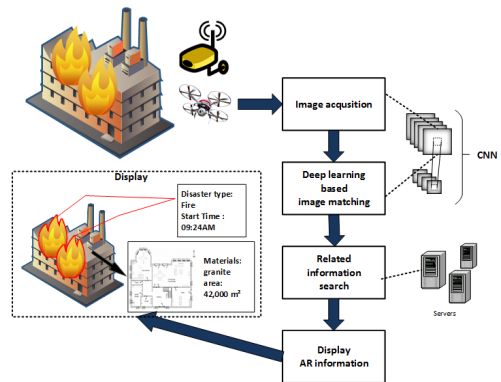 Image acqusition
CNN
Deep learning
based
image matching
Display
Disaster type:
Fire
Start Time :
09:24AM
Materials:
granite
area:
42,000 m²
Related
information
search
Servers
Display
AR information